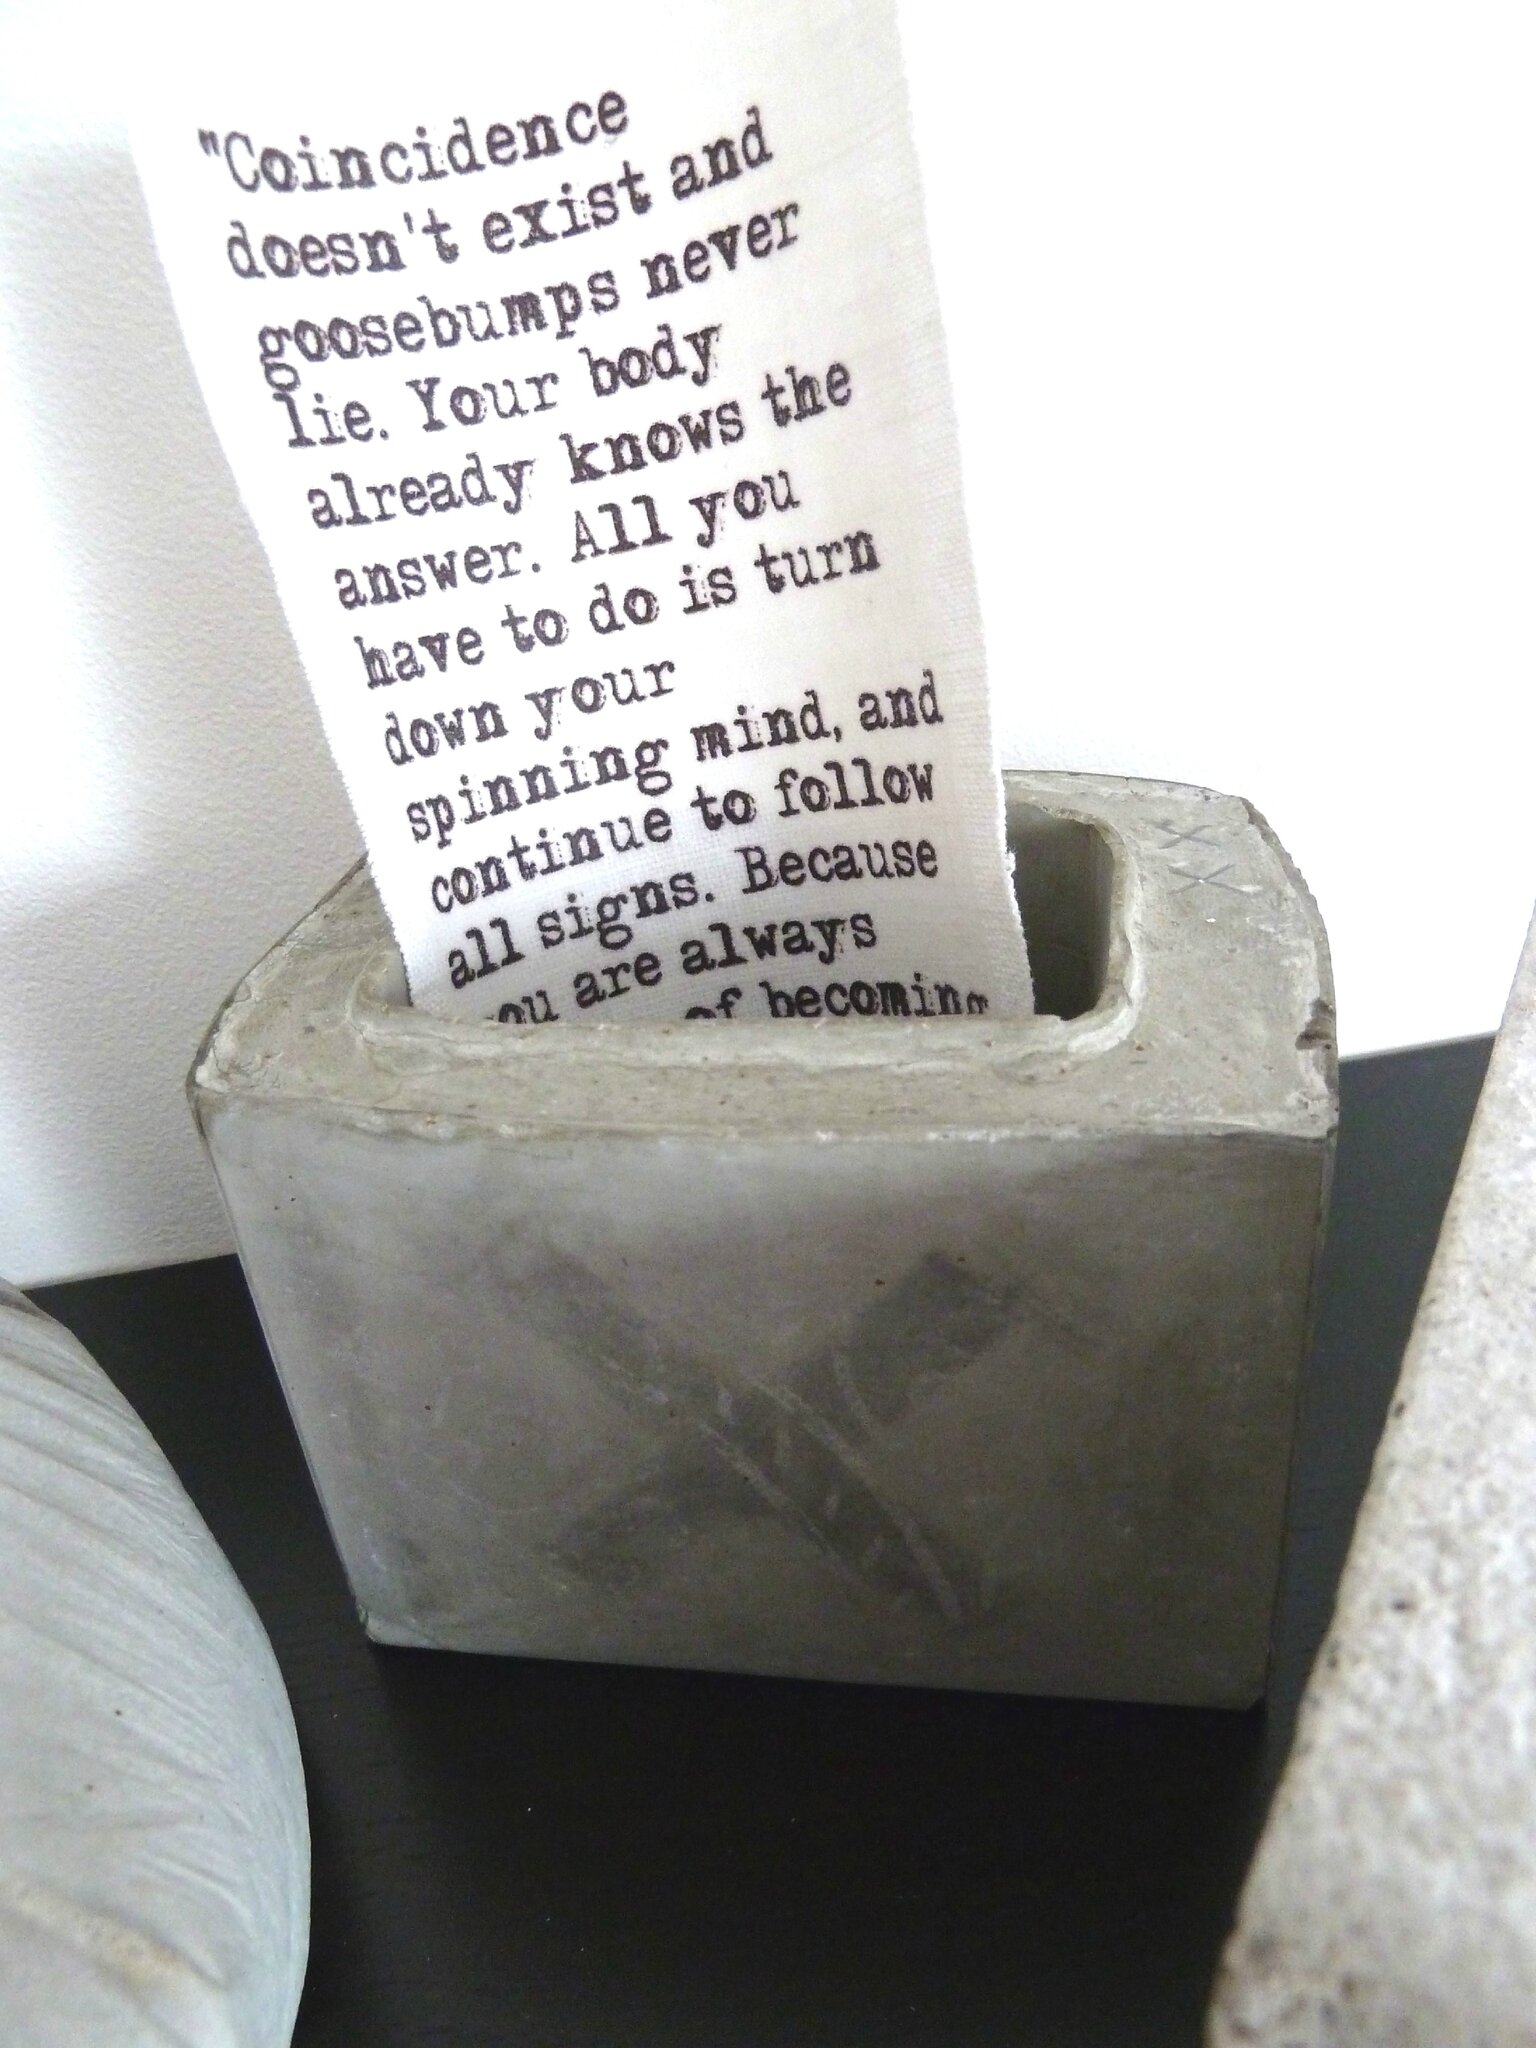 "Coincidence
doesn't exist and
goosebumps never
lie. Your body
already knows the
answer. All you
have to do is turn
down your
spinning mind, and
continue to follow
all signs. Because
you are always
of becoming